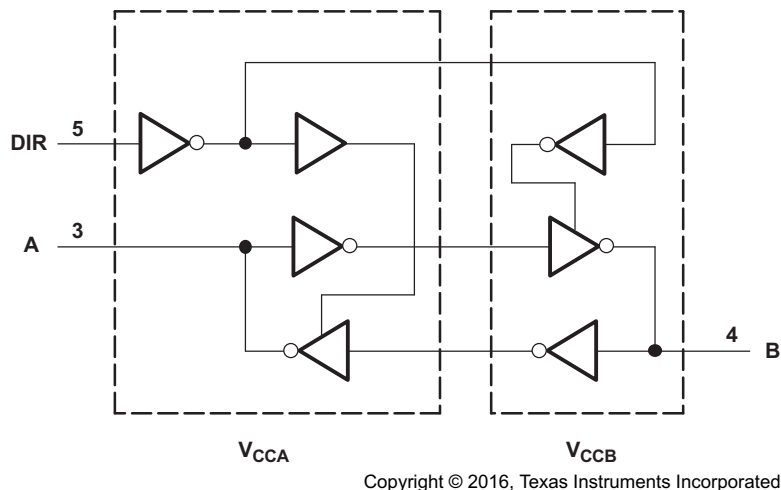 DIR 5
A 3
4 B
VCCA VCCB
Copyright © 2016, Texas Instruments Incorporated